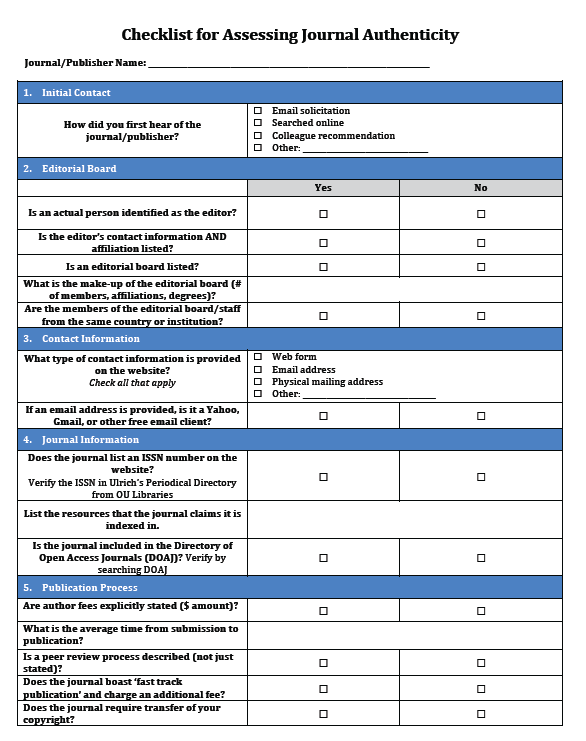 Checklist for Assessing Journal Authenticity
Journal/Publisher Name: ___________________________
1. Initial Contact
How did you first hear of the
journal/publisher?
☐ Email solicitation
☐ Searched online
☐ Colleague recommendation
☐ Other: ___________________________
2. Editorial Board
Yes No
Is an actual person identified as the editor? ☐ ☐
Is the editor's contact information AND
affiliation listed? ☐ ☐
Is an editorial board listed? ☐ ☐
What is the make-up of the editorial board (#
of members, affiliations, degrees)?
Are the members of the editorial board/staff
from the same country or institution? ☐ ☐
3. Contact Information
What type of contact information is provided
on the website?
Check all that apply
☐ Web form
☐ Email address
☐ Physical mailing address
☐ Other: ___________________________
If an email address is provided, is it a Yahoo,
Gmail, or other free email client? ☐ ☐
4. Journal Information
Does the journal list an ISSN number on the
website?
Verify the ISSN in Ulrich's Periodical Directory
from OU Libraries ☐ ☐
List the resources that the journal claims it is
indexed in.
Is the journal included in the Directory of
Open Access Journals (DOAJ)? Verify by
searching DOAJ ☐ ☐
5. Publication Process
Are author fees explicitly stated ($ amount)? ☐ ☐
What is the average time from submission to
publication?
Is a peer review process described (not just
stated)? ☐ ☐
Does the journal boast 'fast track
publication' and charge an additional fee? ☐ ☐
Does the journal require transfer of your
copyright? ☐ ☐